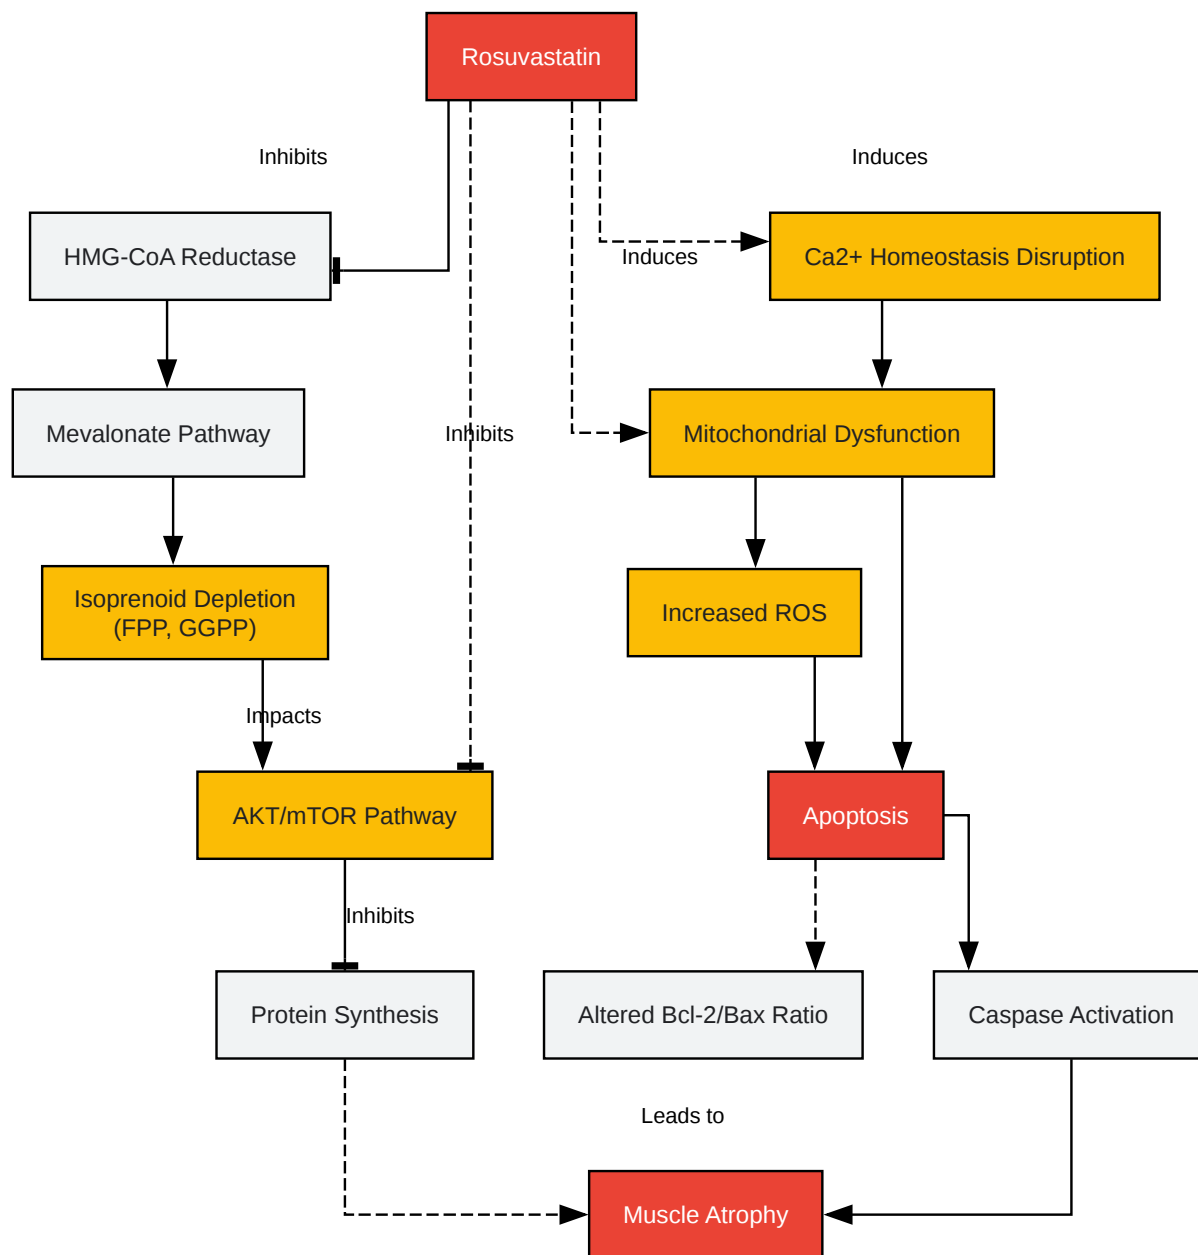 Rosuvastatin
Inhibits
Induces
HMG-CoA Reductase
Induces
Ca2+ Homeostasis Disruption
Mevalonate Pathway
Inhibits
Mitochondrial Dysfunction
Isoprenoid Depletion
(FPP, GGPP)
Increased ROS
Impacts
AKT/mTOR Pathway
Apoptosis
Inhibits
Protein Synthesis
Altered Bcl-2/Bax Ratio
Caspase Activation
Leads to
Muscle Atrophy